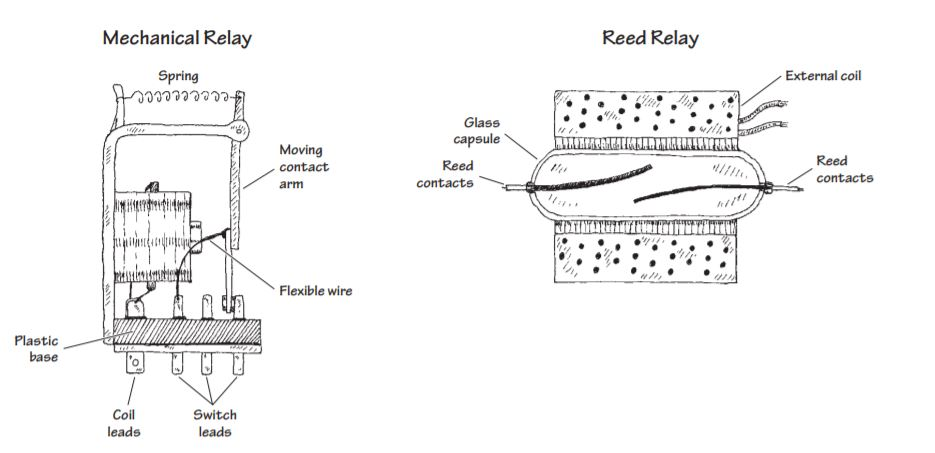 Mechanical Relay
Spring
Moving
contact
arm
Flexible wire
Plastic
base
Coil
leads
Switch
leads
Reed Relay
External coil
Glass
capsule
Reed
contacts
Reed
contacts